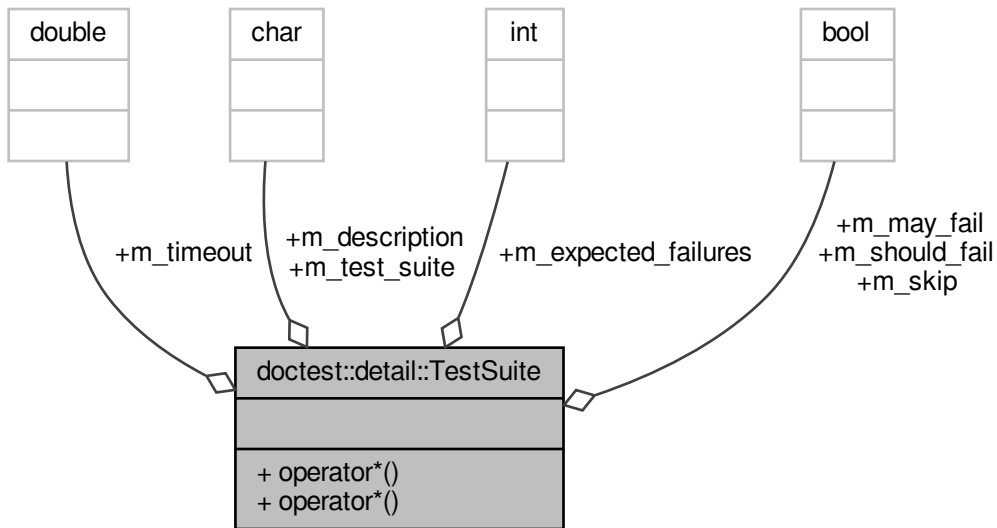 double
char
int
bool
+m_timeout
+m_description
+m_test_suite
+m_expected_failures
+m_may_fail
+m_should_fail
+m_skip
doctest::detail::TestSuite
+ operator*()
+ operator*()